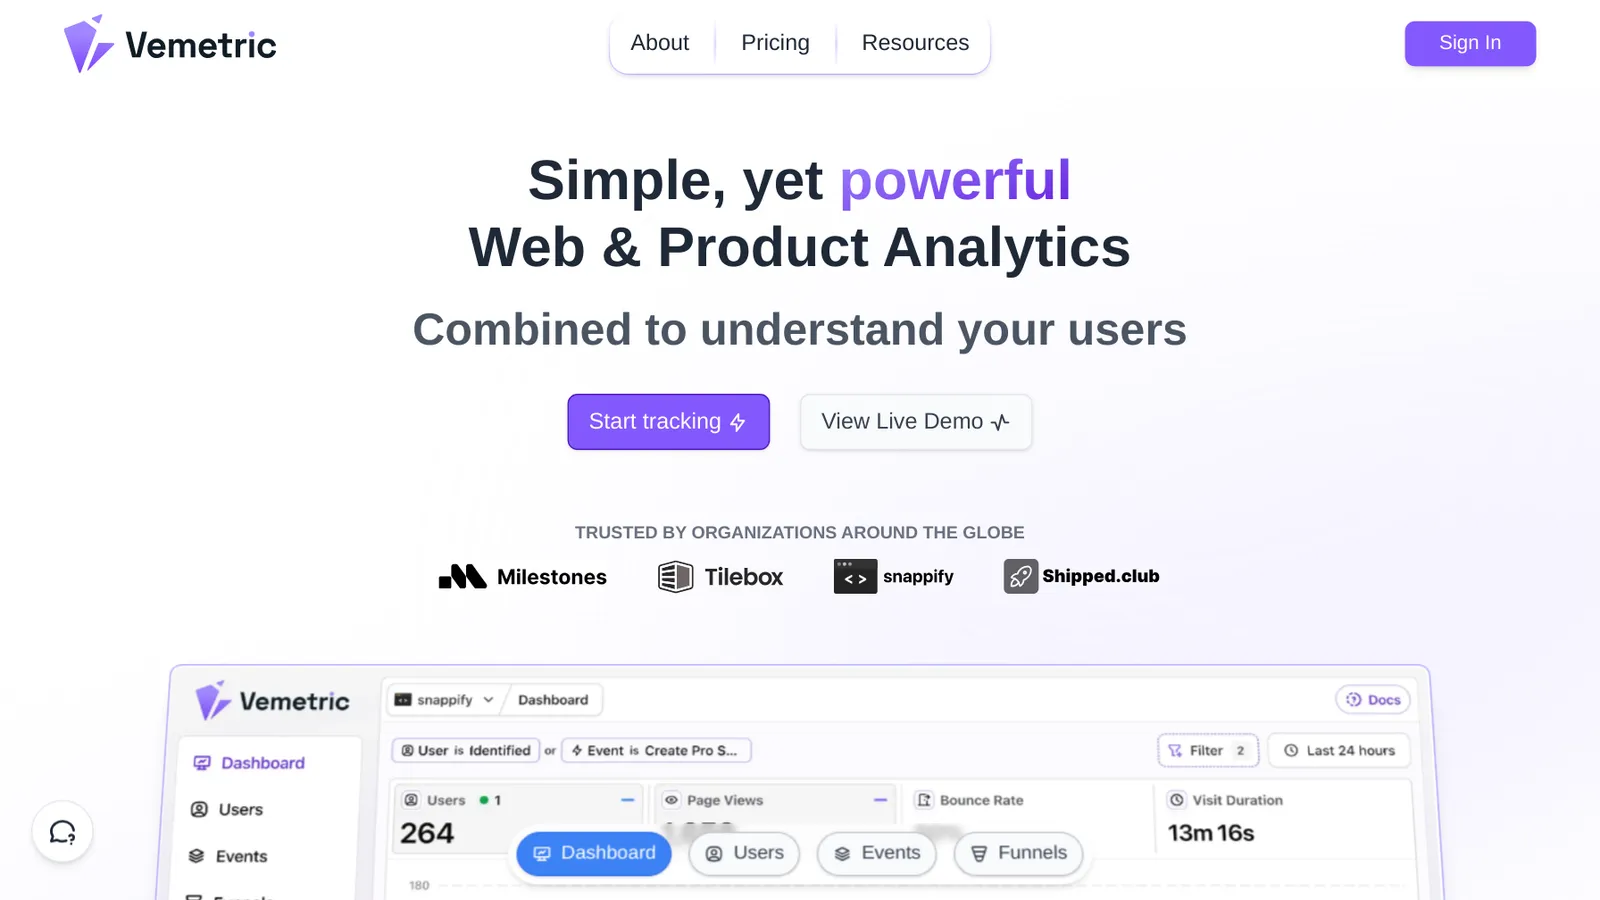 Vemetric
About
Pricing
Resources
Sign In
Simple, yet powerful
Web & Product Analytics
Combined to understand your users
Start tracking
View Live Demo
TRUSTED BY ORGANIZATIONS AROUND THE GLOBE
Milestones
Tilebox
snappify
Shipped.club
Vemetric
snappify
Dashboard
Docs
User is Identified
or
Event is Create Pro S...
Filter 2
Last 24 hours
Dashboard
Users
Events
Users 1
264
Page Views
Bounce Rate
Visit Duration
13m 16s
Dashboard
Users
Events
Funnels
180